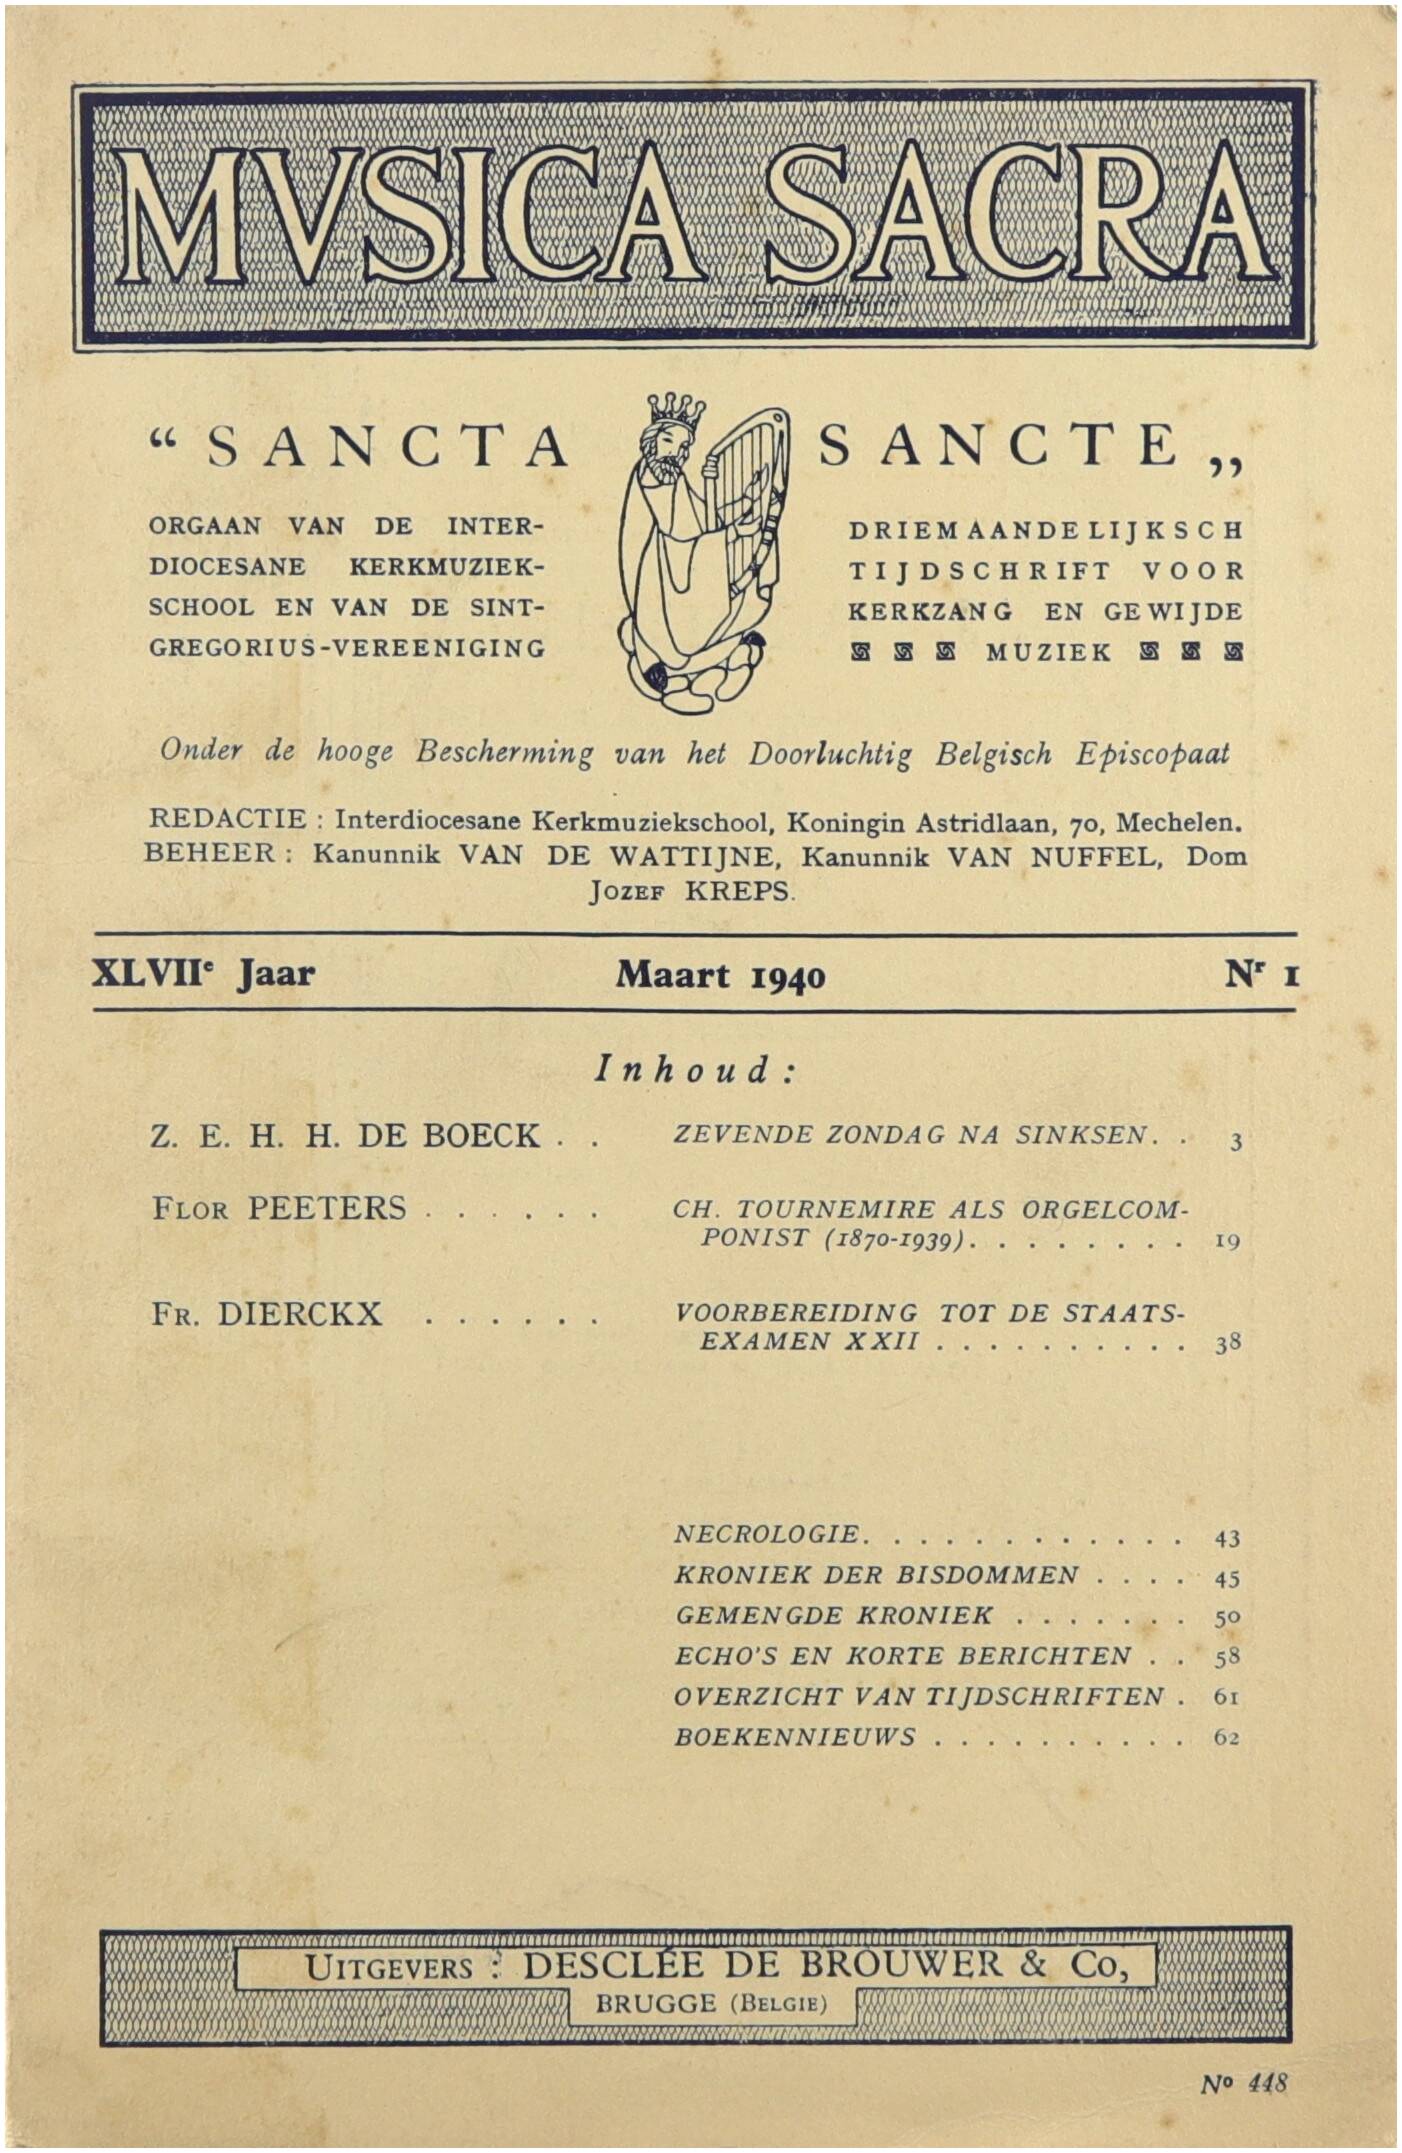 MVSICA SACRA
“SANCTA SANCTE„
ORGAAN VAN DE INTER-
DIOCESANE KERKMUZIEK-
SCHOOL EN VAN DE SINT-
GREGORIUS-VEREENIGING
DRIEMAANDELIJKSCH
TIJDSCHRIFT VOOR
KERKZANG EN GEWIJDE
MUZIEK
Onder de hooge Bescherming van het Doorluchtig Belgisch Episcopaat
REDACTIE : Interdiocesane Kerkmuziekschool, Koningin Astridlaan, 70, Mechelen.
BEHEER : Kanunnik VAN DE WATTIJNE, Kanunnik VAN NUFFEL, Dom
JOZEF KREPS.
XLVIIe Jaar Maart 1940 Nr 1
Inhoud :
Z. E. H. H. DE BOECK . . ZEVENDE ZONDAG NA SINKSEN. . 3
FLOR PEETERS . . . . . . CH. TOURNEMIRE ALS ORGELCOM-
PONIST (1870-1939). . . . . . . . . 19
FR. DIERCKX . . . . . . VOORBEREIDING TOT DE STAATS-
EXAMEN XXII . . . . . . . . . . 38
NECROLOGIE. . . . . . . . . . . . 43
KRONIEK DER BISDOMMEN . . . . 45
GEMENGDE KRONIEK . . . . . . . 50
ECHO'S EN KORTE BERICHTEN . . 58
OVERZICHT VAN TIJDSCHRIFTEN . 61
BOEKENNIEUWS . . . . . . . . . . 62
UITGEVERS : DESCLÉE DE BROUWER & Co,
BRUGGE (BELGIE)
No 448